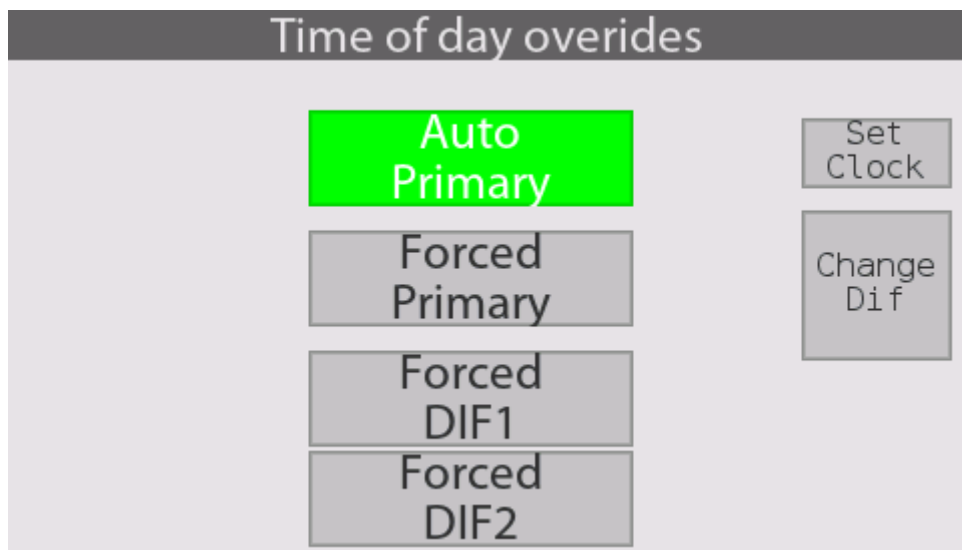 Time of day overides
Auto
Primary
Set
Clock
Forced
Primary
Change
Dif
Forced
DIF1
Forced
DIF2